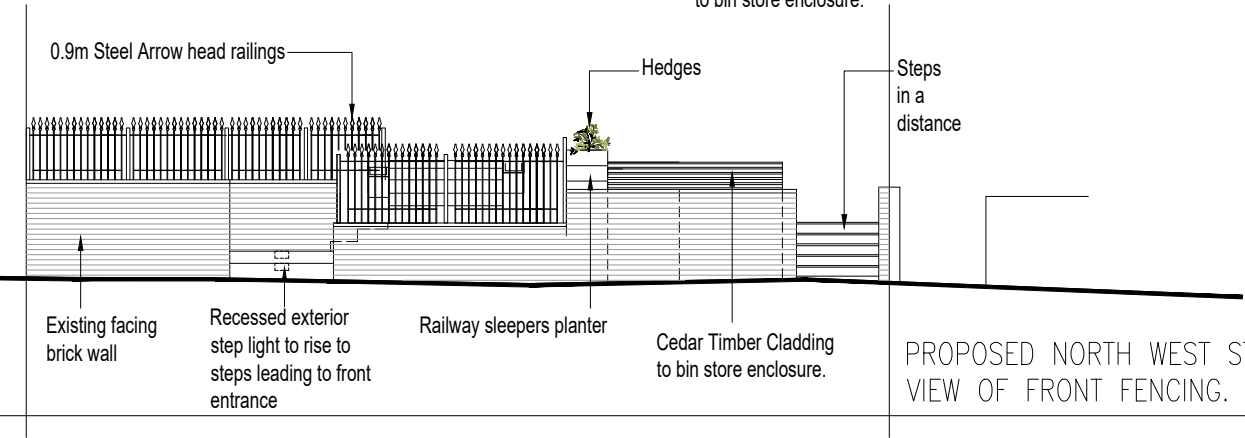 to bin store enclosure.
0.9m Steel Arrow head railings
Hedges
Steps
in a
distance
Existing facing
brick wall
Recessed exterior
step light to rise to
steps leading to front
entrance
Railway sleepers planter
Cedar Timber Cladding
to bin store enclosure.
PROPOSED NORTH WEST
VIEW OF FRONT FENCING.